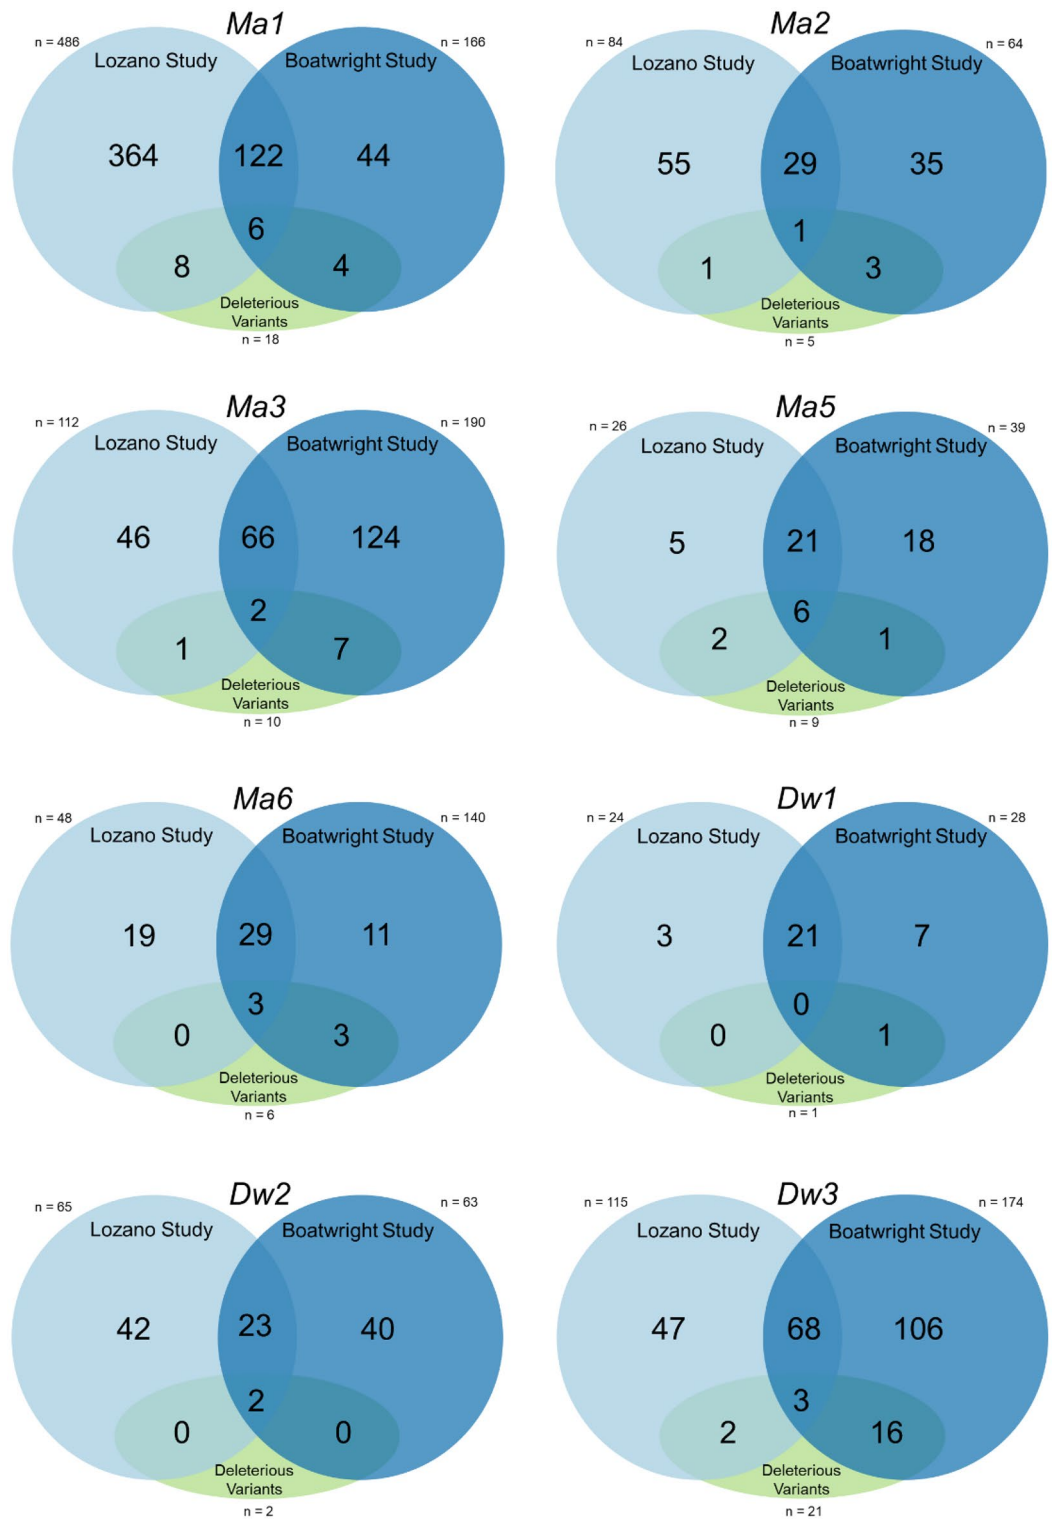 Ma1
n = 486
n = 166
Lozano Study
Boatwright Study
364
122
44
6
8
4
Deleterious
Variants
n = 18
Ma2
n = 84
n = 64
Lozano Study
Boatwright Study
55
29
35
1
1
3
Deleterious
Variants
n = 5
Ma3
n = 112
n = 190
Lozano Study
Boatwright Study
46
66
124
2
1
7
Deleterious
Variants
n = 10
Ma5
n = 26
n = 39
Lozano Study
Boatwright Study
5
21
18
6
2
1
Deleterious
Variants
n = 9
Ma6
n = 48
n = 140
Lozano Study
Boatwright Study
19
29
11
3
0
3
Deleterious
Variants
n = 6
Dw1
n = 24
n = 28
Lozano Study
Boatwright Study
3
21
7
0
0
1
Deleterious
Variants
n = 1
Dw2
n = 65
n = 63
Lozano Study
Boatwright Study
42
23
40
2
0
0
Deleterious
Variants
n = 2
Dw3
n = 115
n = 174
Lozano Study
Boatwright Study
47
68
106
3
2
16
Deleterious
Variants
n = 21